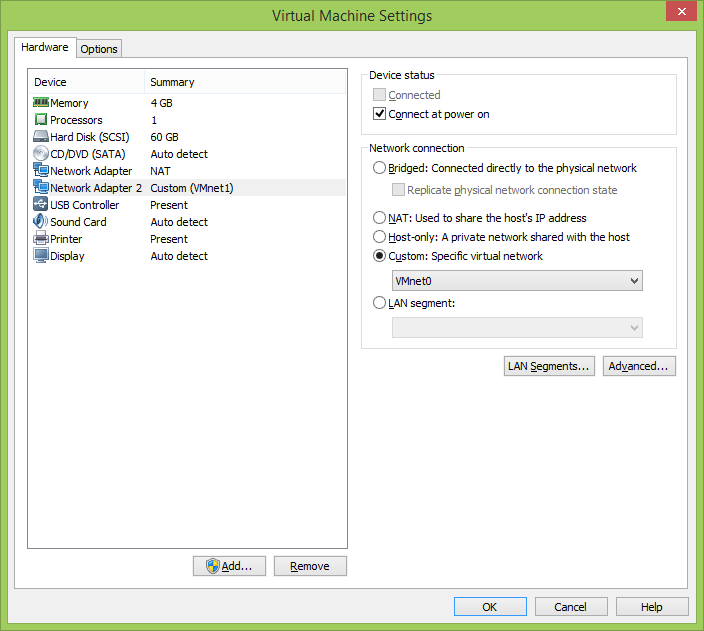 Virtual Machine Settings
Hardware Options
Device Summary
Memory 4 GB
Processors 1
Hard Disk (SCSI) 60 GB
CD/DVD (SATA) Auto detect
Network Adapter NAT
Network Adapter 2 Custom (VMnet1)
USB Controller Present
Sound Card Auto detect
Printer Present
Display Auto detect
Add... Remove
Device status
Connected
Connect at power on
Network connection
Bridged: Connected directly to the physical network
Replicate physical network connection state
NAT: Used to share the host's IP address
Host-only: A private network shared with the host
Custom: Specific virtual network
VMnet0
LAN segment:
LAN Segments... Advanced...
OK Cancel Help